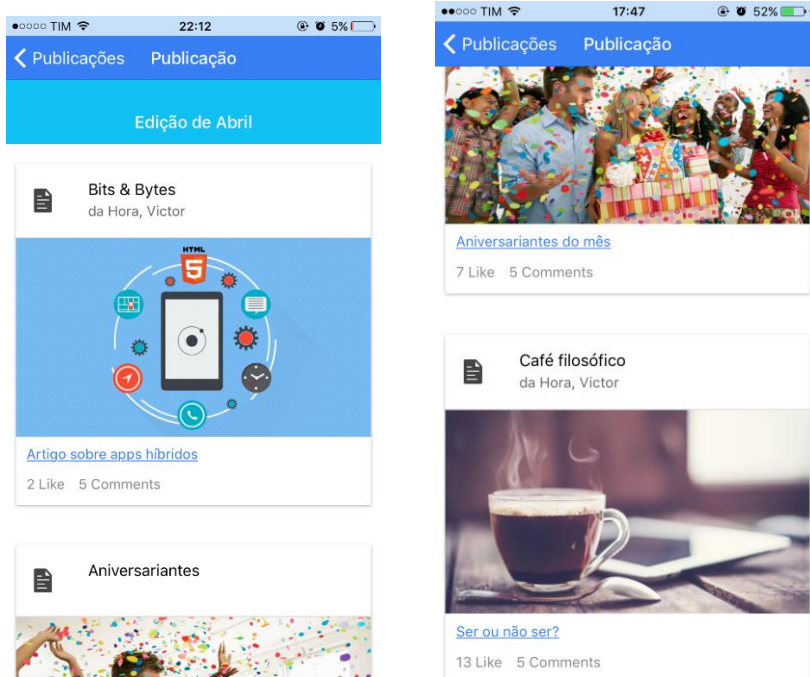 TIM 22:12 5%
Publicações Publicação
Edição de Abril
Bits & Bytes
da Hora, Victor
HTML
5
Artigo sobre apps híbridos
2 Like 5 Comments
Aniversariantes
TIM 17:47 52%
Publicações Publicação
Aniversariantes do mês
7 Like 5 Comments
Café filosófico
da Hora, Victor
Ser ou não ser?
13 Like 5 Comments